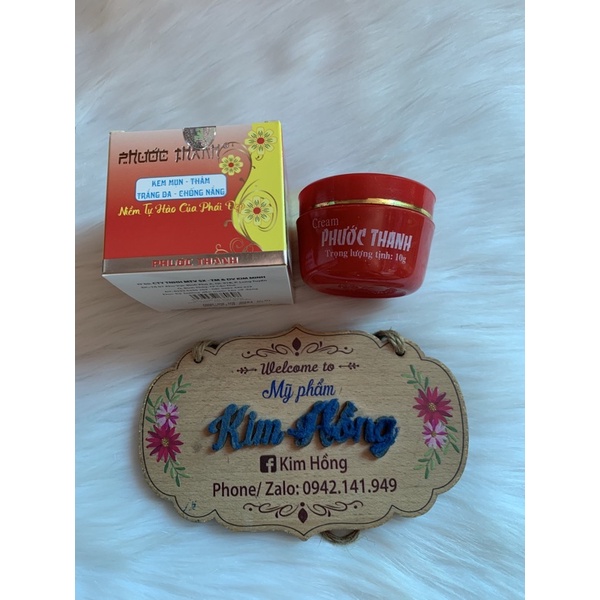 PHƯỚC THANH
KEM MỤN - THÂM
TRẮNG DA - CHỐNG NẮNG
Niềm Tự Hào Của Phái
PHƯỚC THANH
Cream
PHƯỚC THANH
Trọng lượng tịnh: 10g
Welcome to
Mỹ phẩm
Kim Hồng
Kim Hồng
Phone/ Zalo: 0942.141.949